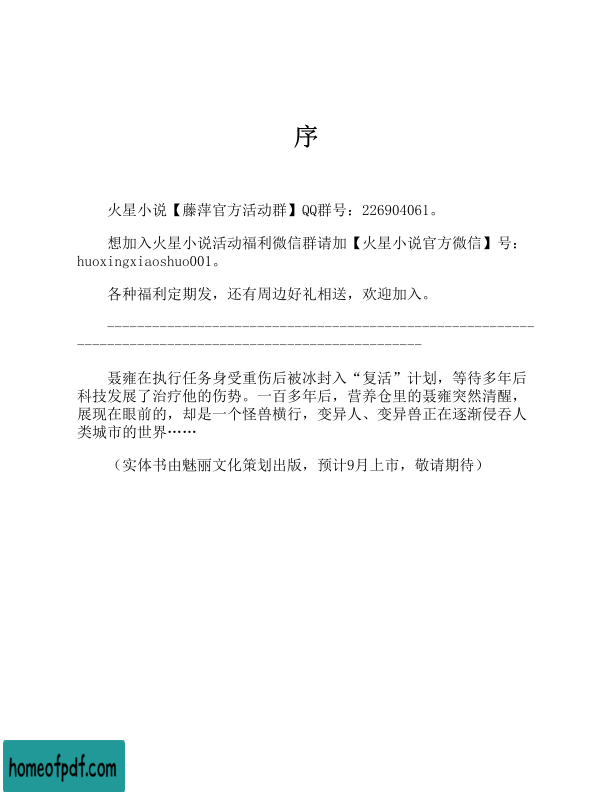 序
火星小说【藤萍官方活动群】QQ群号：226904061。
想加入火星小说活动福利微信群请加【火星小说官方微信】号：
huoxingxiaoshuo001。
各种福利定期发，还有周边好礼相送，欢迎加入。
---------------------------------------------------------
----------------------------------------------
聂雍在执行任务身受重伤后被冰封入“复活”计划，等待多年后
科技发展了治疗他的伤势。一百多年后，营养仓里的聂雍突然清醒，
展现在眼前的，却是一个怪兽横行，变异人、变异兽正在逐渐侵吞人
类城市的世界……
（实体书由魅丽文化策划出版，预计9月上市，敬请期待）
homeofpdf.com